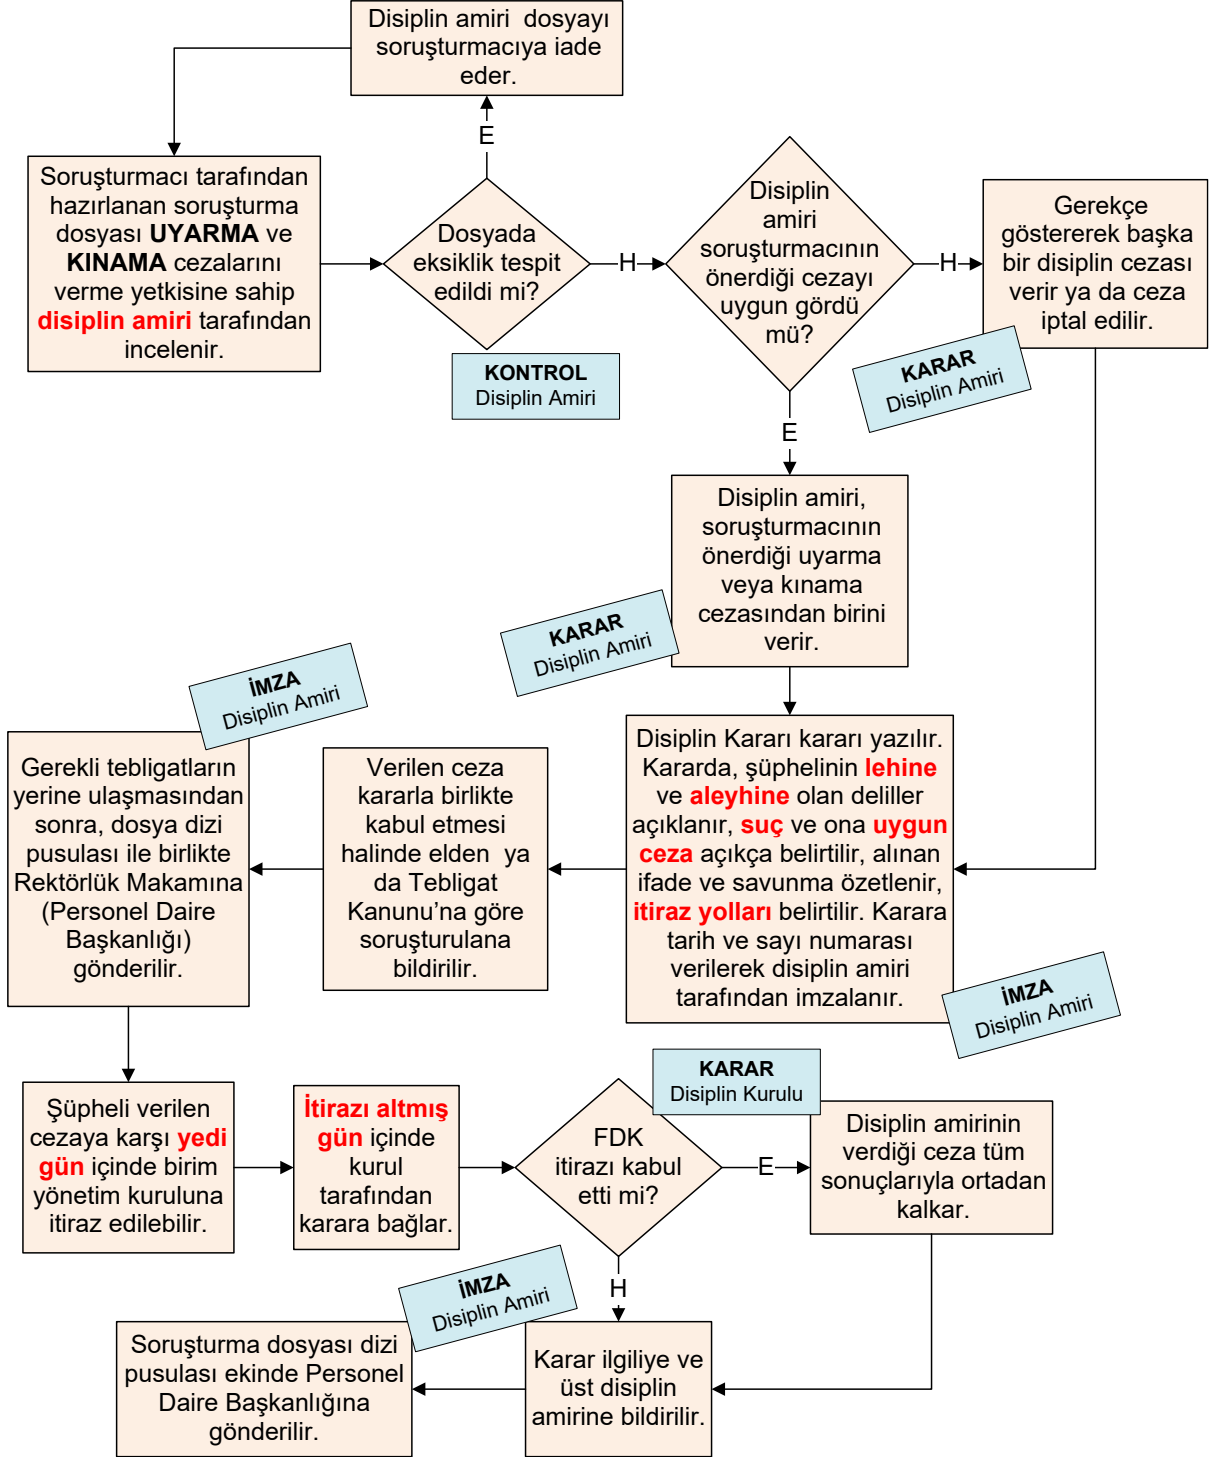 Disiplin amiri  dosyayı
soruşturmacıya iade
eder.
E
Soruşturmacı tarafından
hazırlanan soruşturma
dosyası UYARMA ve
KINAMA cezalarını
verme yetkisine sahip
disiplin amiri tarafından
incelenir.
Dosyada
eksiklik tespit
edildi mi?
H
KONTROL
Disiplin Amiri
Disiplin
amiri
soruşturmacının
önerdiği cezayı
uygun gördü
mü?
H
Gerekçe
göstererek başka
bir disiplin cezası
verir ya da ceza
iptal edilir.
KARAR
Disiplin Amiri
E
Disiplin amiri,
soruşturmacının
önerdiği uyarma
veya kınama
cezasından birini
verir.
KARAR
Disiplin Amiri
Disiplin Kararı kararı yazılır.
Kararda, şüphelinin lehine
ve aleyhine olan deliller
açıklanır, suç ve ona uygun
ceza açıkça belirtilir, alınan
ifade ve savunma özetlenir,
itiraz yolları belirtilir. Karara
tarih ve sayı numarası
verilerek disiplin amiri
tarafından imzalanır.
İMZA
Disiplin Amiri
Verilen ceza
kararla birlikte
kabul etmesi
halinde elden  ya
da Tebligat
Kanunu’na göre
soruşturulana
bildirilir.
İMZA
Disiplin Amiri
Gerekli tebligatların
yerine ulaşmasından
sonra, dosya dizi
pusulası ile birlikte
Rektörlük Makamına
(Personel Daire
Başkanlığı)
gönderilir.
Şüpheli verilen
cezaya karşı yedi
gün içinde birim
yönetim kuruluna
itiraz edilebilir.
İtirazı altmış
gün içinde
kurul
tarafından
karara bağlar.
FDK
itirazı kabul
etti mi?
KARAR
Disiplin Kurulu
E
Disiplin amirinin
verdiği ceza tüm
sonuçlarıyla ortadan
kalkar.
H
Karar ilgiliye ve
üst disiplin
amirine bildirilir.
İMZA
Disiplin Amiri
Soruşturma dosyası dizi
pusulası ekinde Personel
Daire Başkanlığına
gönderilir.